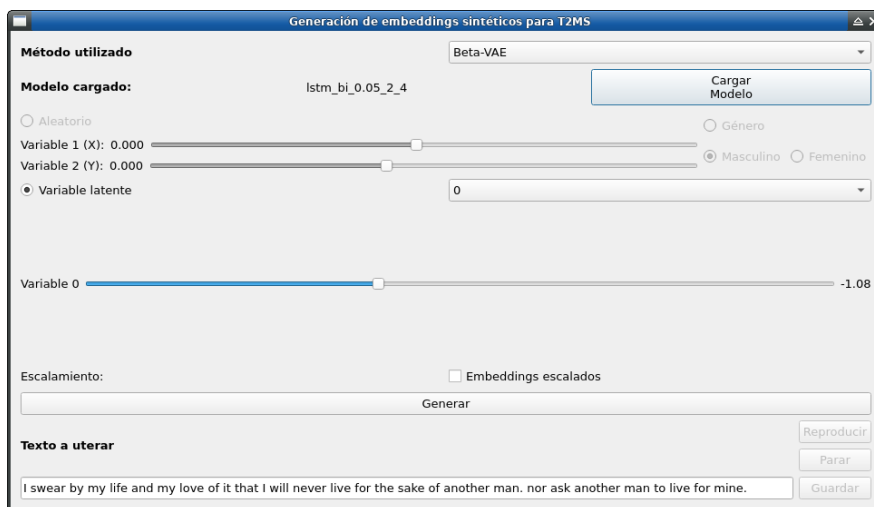 Generación de embeddings sintéticos para T2MS
Método utilizado
Beta-VAE
Modelo cargado:
lstm_bi_0.05_2_4
Cargar
Modelo
Aleatorio
Género
Variable 1 (X): 0.000
Masculino
Femenino
Variable 2 (Y): 0.000
Variable latente
0
Variable 0
-1.08
Escalamiento:
Embeddings escalados
Generar
Reproducir
Texto a uterar
Parar
I swear by my life and my love of it that I will never live for the sake of another man. nor ask another man to live for mine.
Guardar